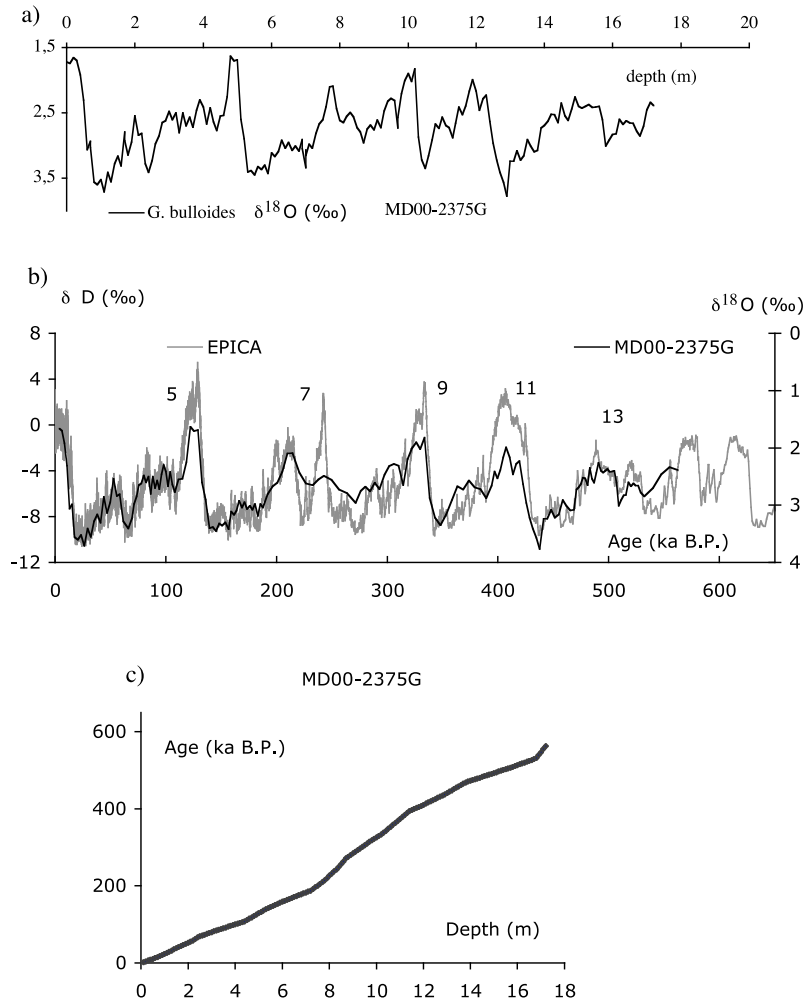 a)
0 2 4 6 8 10 12 14 16 18 20
1,5
depth (m)
2,5
3,5
G. bulloides δ18O (‰) MD00-2375G
b)
δ D (‰) δ18O (‰)
8 0
EPICA MD00-2375G
4 1
5 7 9 11
13
0 2
-4
-8 3
Age (ka B.P.)
-12 4
0 100 200 300 400 500 600
c) MD00-2375G
600
Age (ka B.P.)
400
200
Depth (m)
0
0 2 4 6 8 10 12 14 16 18